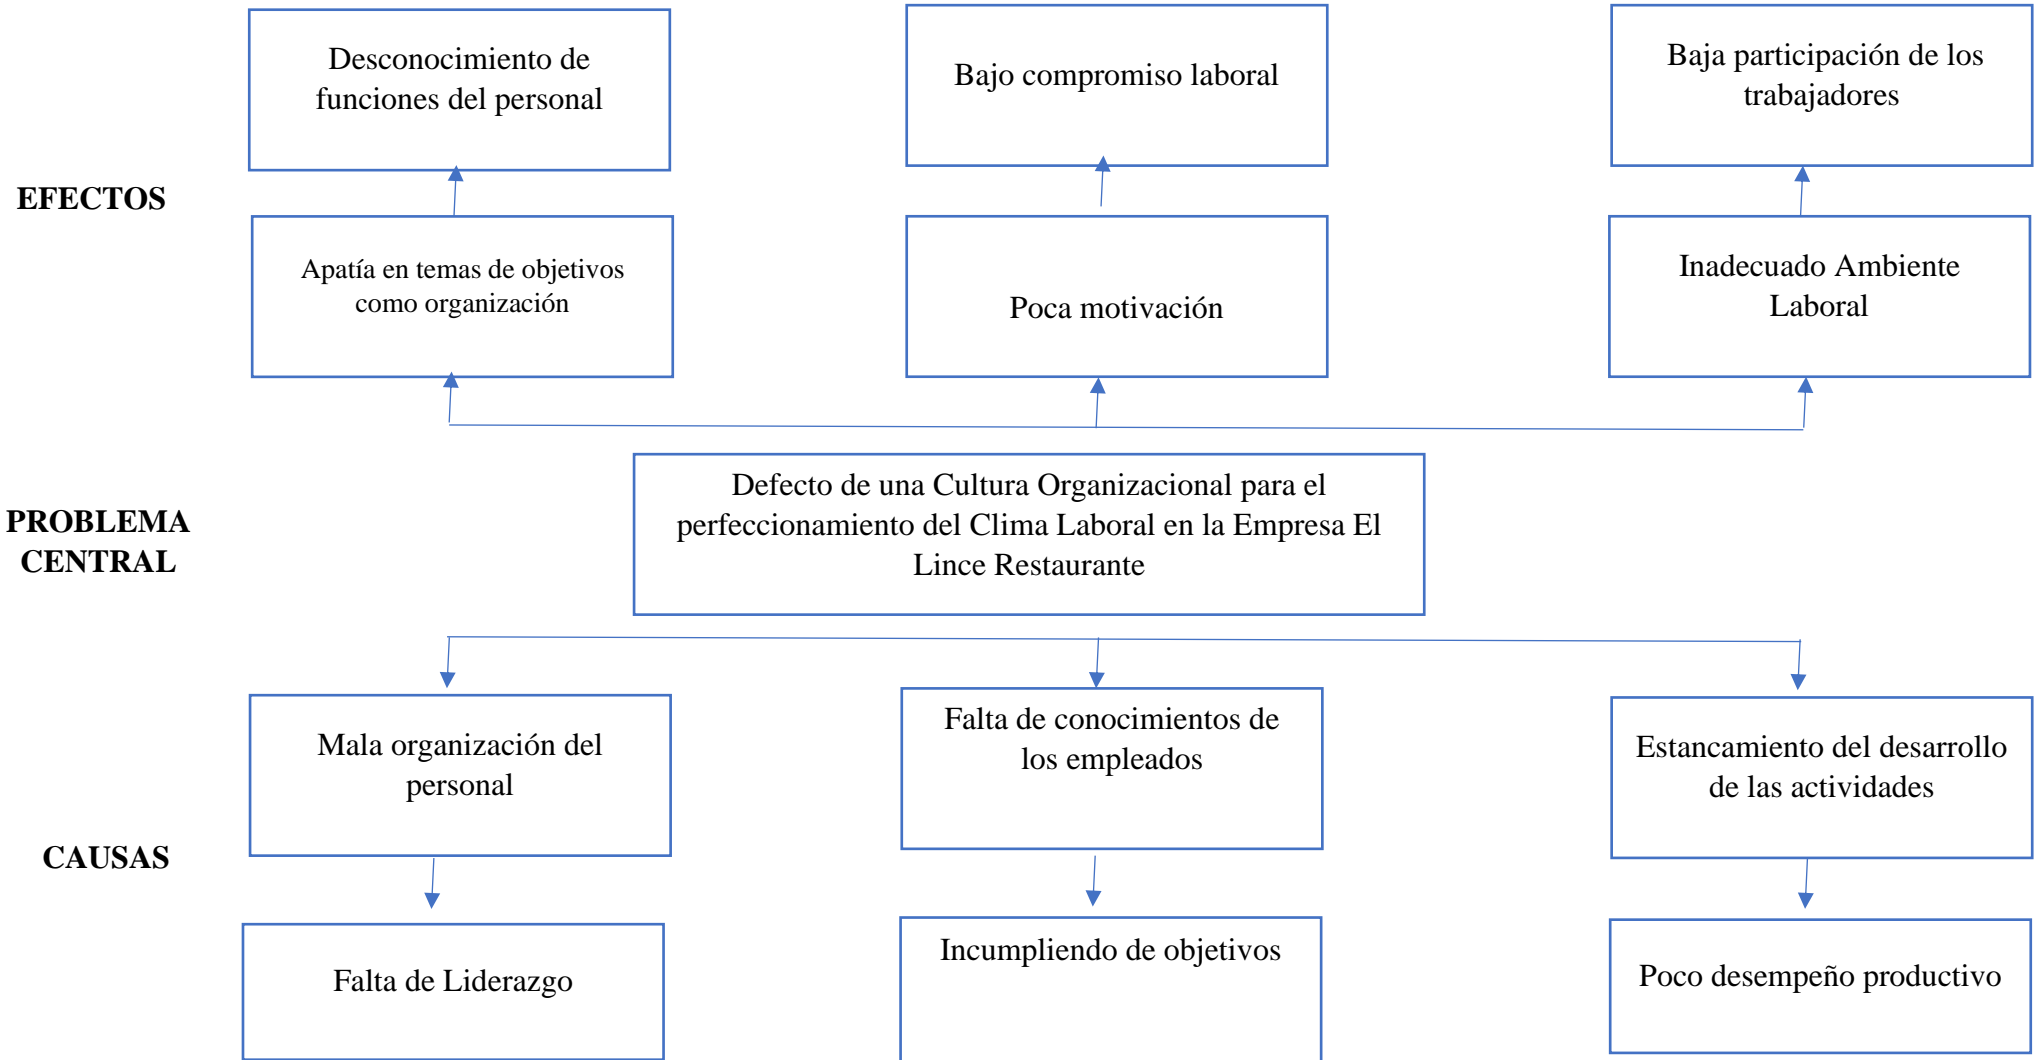 Desconocimiento de
funciones del personal
Bajo compromiso laboral
Baja participación de los
trabajadores
EFECTOS
Apatía en temas de objetivos
como organización
Poca motivación
Inadecuado Ambiente
Laboral
PROBLEMA
CENTRAL
Defecto de una Cultura Organizacional para el
perfeccionamiento del Clima Laboral en la Empresa El
Lince Restaurante
Mala organización del
personal
Falta de conocimientos de
los empleados
Estancamiento del desarrollo
de las actividades
CAUSAS
Falta de Liderazgo
Incumpliendo de objetivos
Poco desempeño productivo